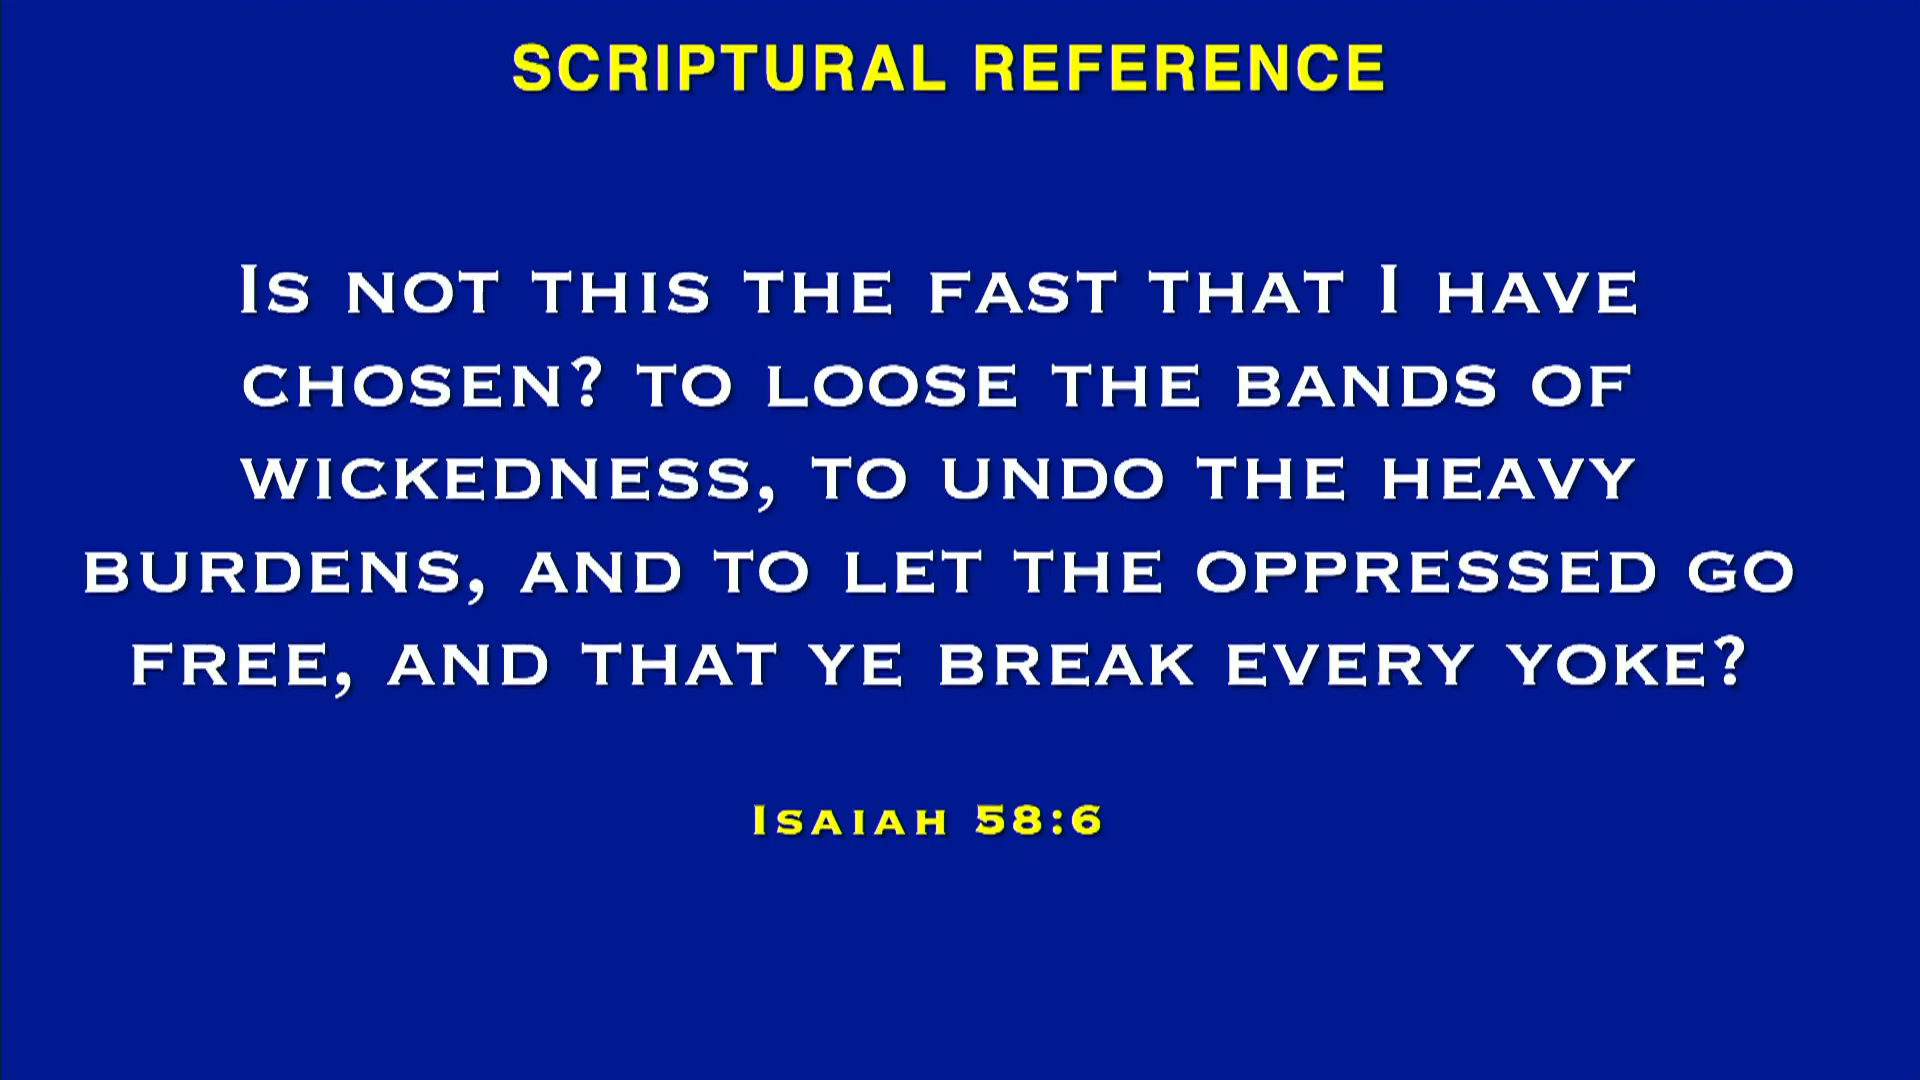 SCRIPTURAL REFERENCE
Is not this the fast that I have
chosen? to loose the bands of
wickedness, to undo the heavy
burdens, and to let the oppressed go
free, and that ye break every yoke?
Isaiah 58:6